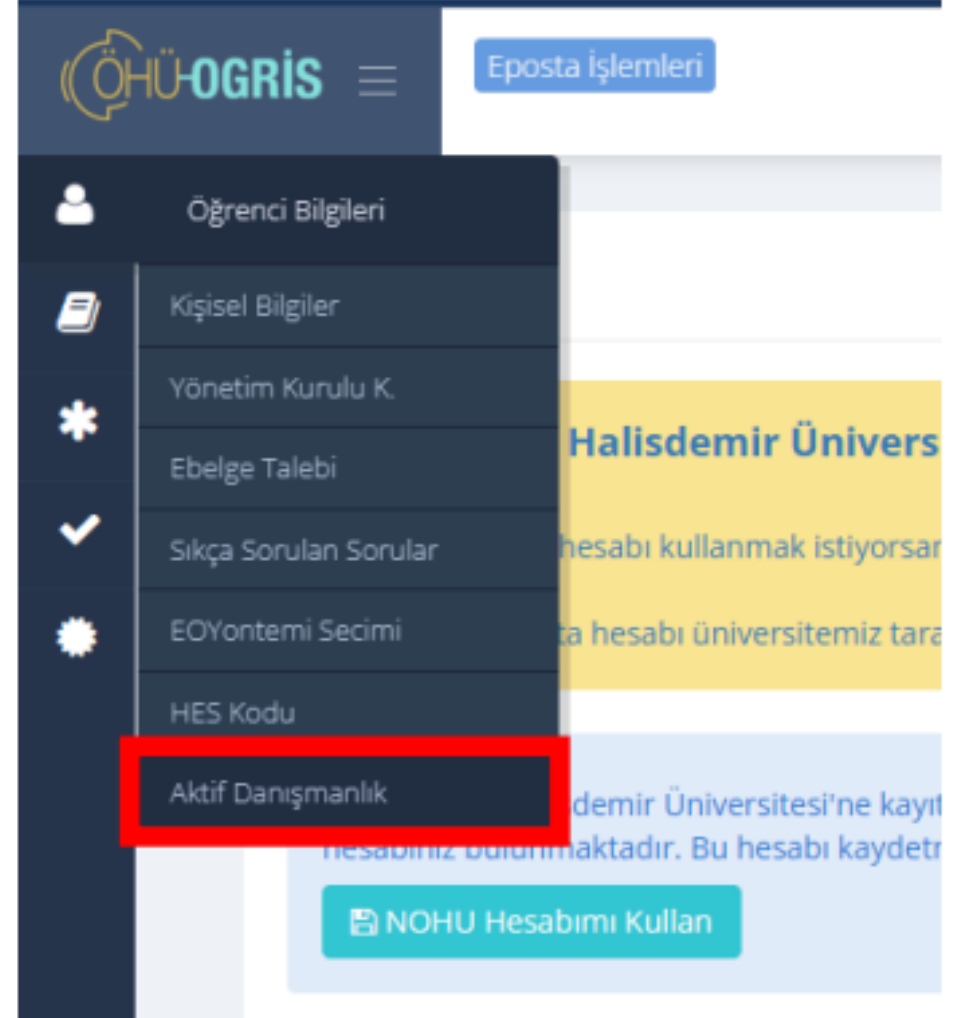 ÖHÜ-OGRİS
Eposta İşlemleri
Öğrenci Bilgileri
Kişisel Bilgiler
Yönetim Kurulu K.
Ebelge Talebi
Sıkça Sorulan Sorular
EOYontemi Secimi
HES Kodu
Aktif Danışmanlık
Halisdemir Ünivers
hesabı kullanmak istiyorsar
ta hesabı üniversitemiz tara
demir Üniversitesi'ne kayıt
hesabınız bulunmaktadır. Bu hesabı kaydetr
NOHU Hesabımı Kullan